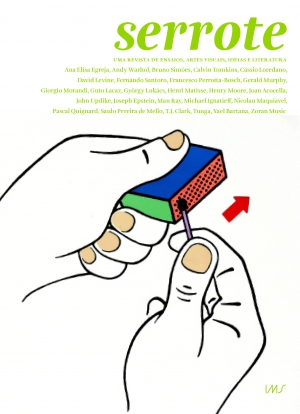 serrote
UMA REVISTA DE ENSAIOS, ARTES VISUAIS, IDEIAS E LITERATURA
Ana Elisa Egreja, Andy Warhol, Bruno Simões, Calvin Tomkins, Cássio Loredano,
David Levine, Fernando Santoro, Francesco Perrotta-Bosch, Gerald Murphy,
Giorgio Morandi, Guto Lacaz, György Lukács, Henri Matisse, Henry Moore, Joan Acocella,
John Updike, Joseph Epstein, Man Ray, Michael Ignatieff, Nicolau Maquiavel,
Pascal Quignard, Saulo Pereira de Mello, T.J. Clark, Tunga, Yael Bartana, Zoran Music
IMS